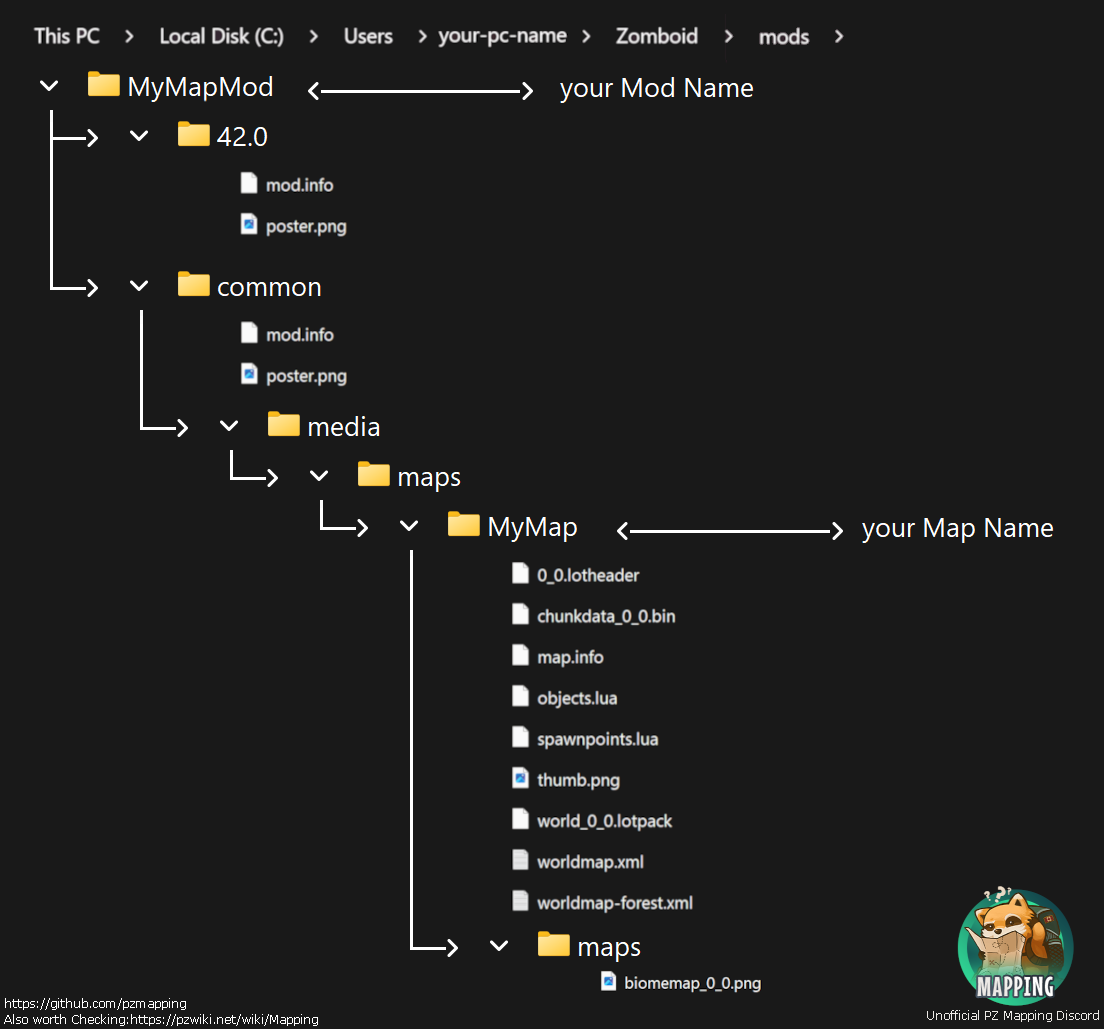 This PC > Local Disk (C:) > Users > your-pc-name > Zomboid > mods >
MyMapMod your Mod Name
42.0
mod.info
poster.png
common
mod.info
poster.png
media
maps
MyMap your Map Name
0_0.lotheader
chunkdata_0_0.bin
map.info
objects.lua
spawnpoints.lua
thumb.png
world_0_0.lotpack
worldmap.xml
worldmap-forest.xml
maps
biomemap_0_0.png
???
MAPPING
https://github.com/pzmapping
Also worth Checking:https://pzwiki.net/wiki/Mapping
Unofficial PZ Mapping Discord